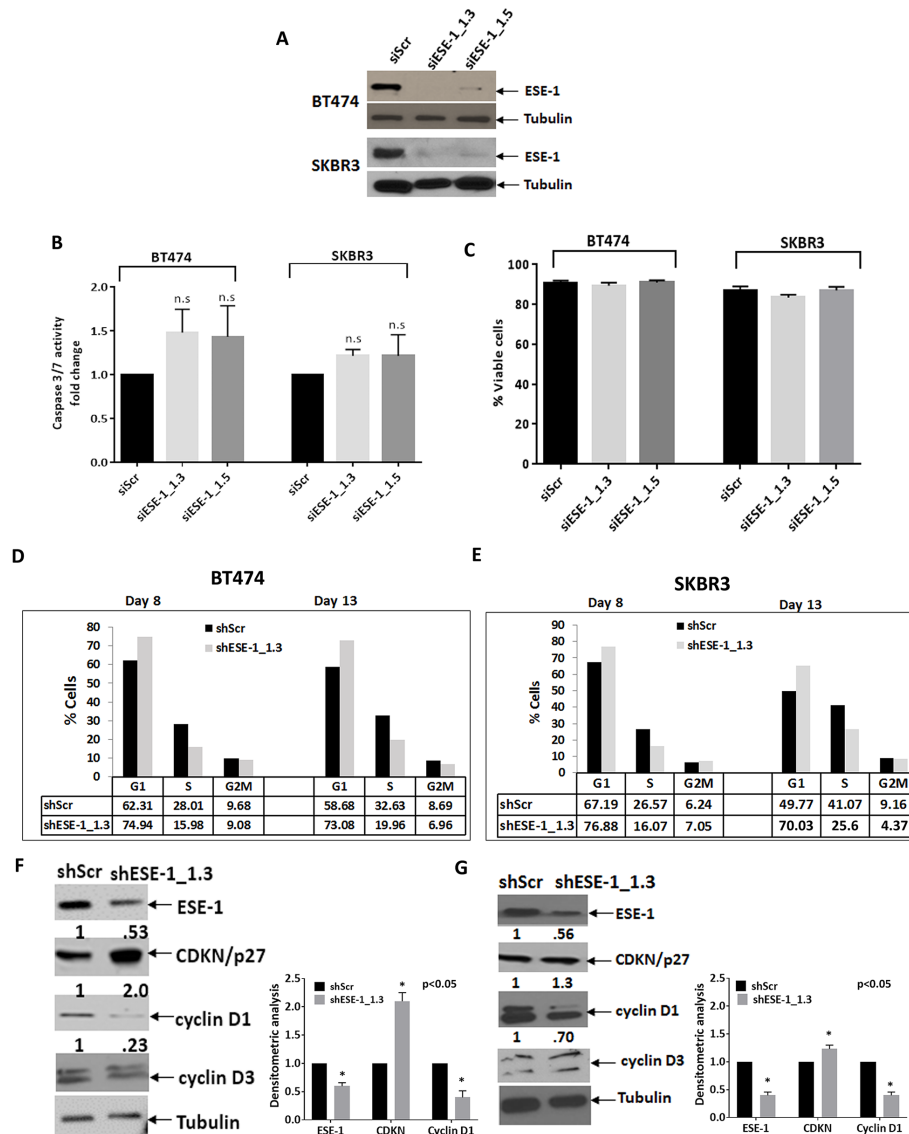 A
siScr
siESE-1_1.3
siESE-1_1.5
BT474
ESE-1
Tubulin
SKBR3
ESE-1
Tubulin
B
BT474
SKBR3
Caspase 3/7 activity
fold change
2.0
1.5
1.0
0.5
0.0
n.s
n.s
n.s
n.s
siScr
siESE-1_1.3
siESE-1_1.5
siScr
siESE-1_1.3
siESE-1_1.5
C
BT474
SKBR3
% Viable cells
100
80
60
40
20
0
siScr
siESE-1_1.3
siESE-1_1.5
siScr
siESE-1_1.3
siESE-1_1.5
D
BT474
Day 8 Day 13
shScr
shESE-1_1.3
% Cells
80
70
60
50
40
30
20
10
0
G1 S G2M G1 S G2M
shScr 62.31 28.01 9.68 58.68 32.63 8.69
shESE-1_1.3 74.94 15.98 9.08 73.08 19.96 6.96
E
SKBR3
Day 8 Day 13
shScr
shESE-1_1.3
% Cells
90
80
70
60
50
40
30
20
10
0
G1 S G2M G1 S G2M
shScr 67.19 26.57 6.24 49.77 41.07 9.16
shESE-1_1.3 76.88 16.07 7.05 70.03 25.6 4.37
F
shScr shESE-1_1.3
ESE-1
1 .53
CDKN/p27
1 2.0
cyclin D1
1 .23
cyclin D3
Tubulin
Densitometric analysis
2.5
2.0
1.5
1.0
0.5
0.0
shScr
shESE-1_1.3
p<0.05
*
*
*
ESE-1 CDKN Cyclin D1
G
shScr shESE-1_1.3
ESE-1
1 .56
CDKN/p27
1 1.3
cyclin D1
1 .70
cyclin D3
Tubulin
Densitometric analysis
2.5
2.0
1.5
1.0
0.5
0.0
shScr
shESE-1_1.3
p<0.05
*
*
*
ESE-1 CDKN Cyclin D1